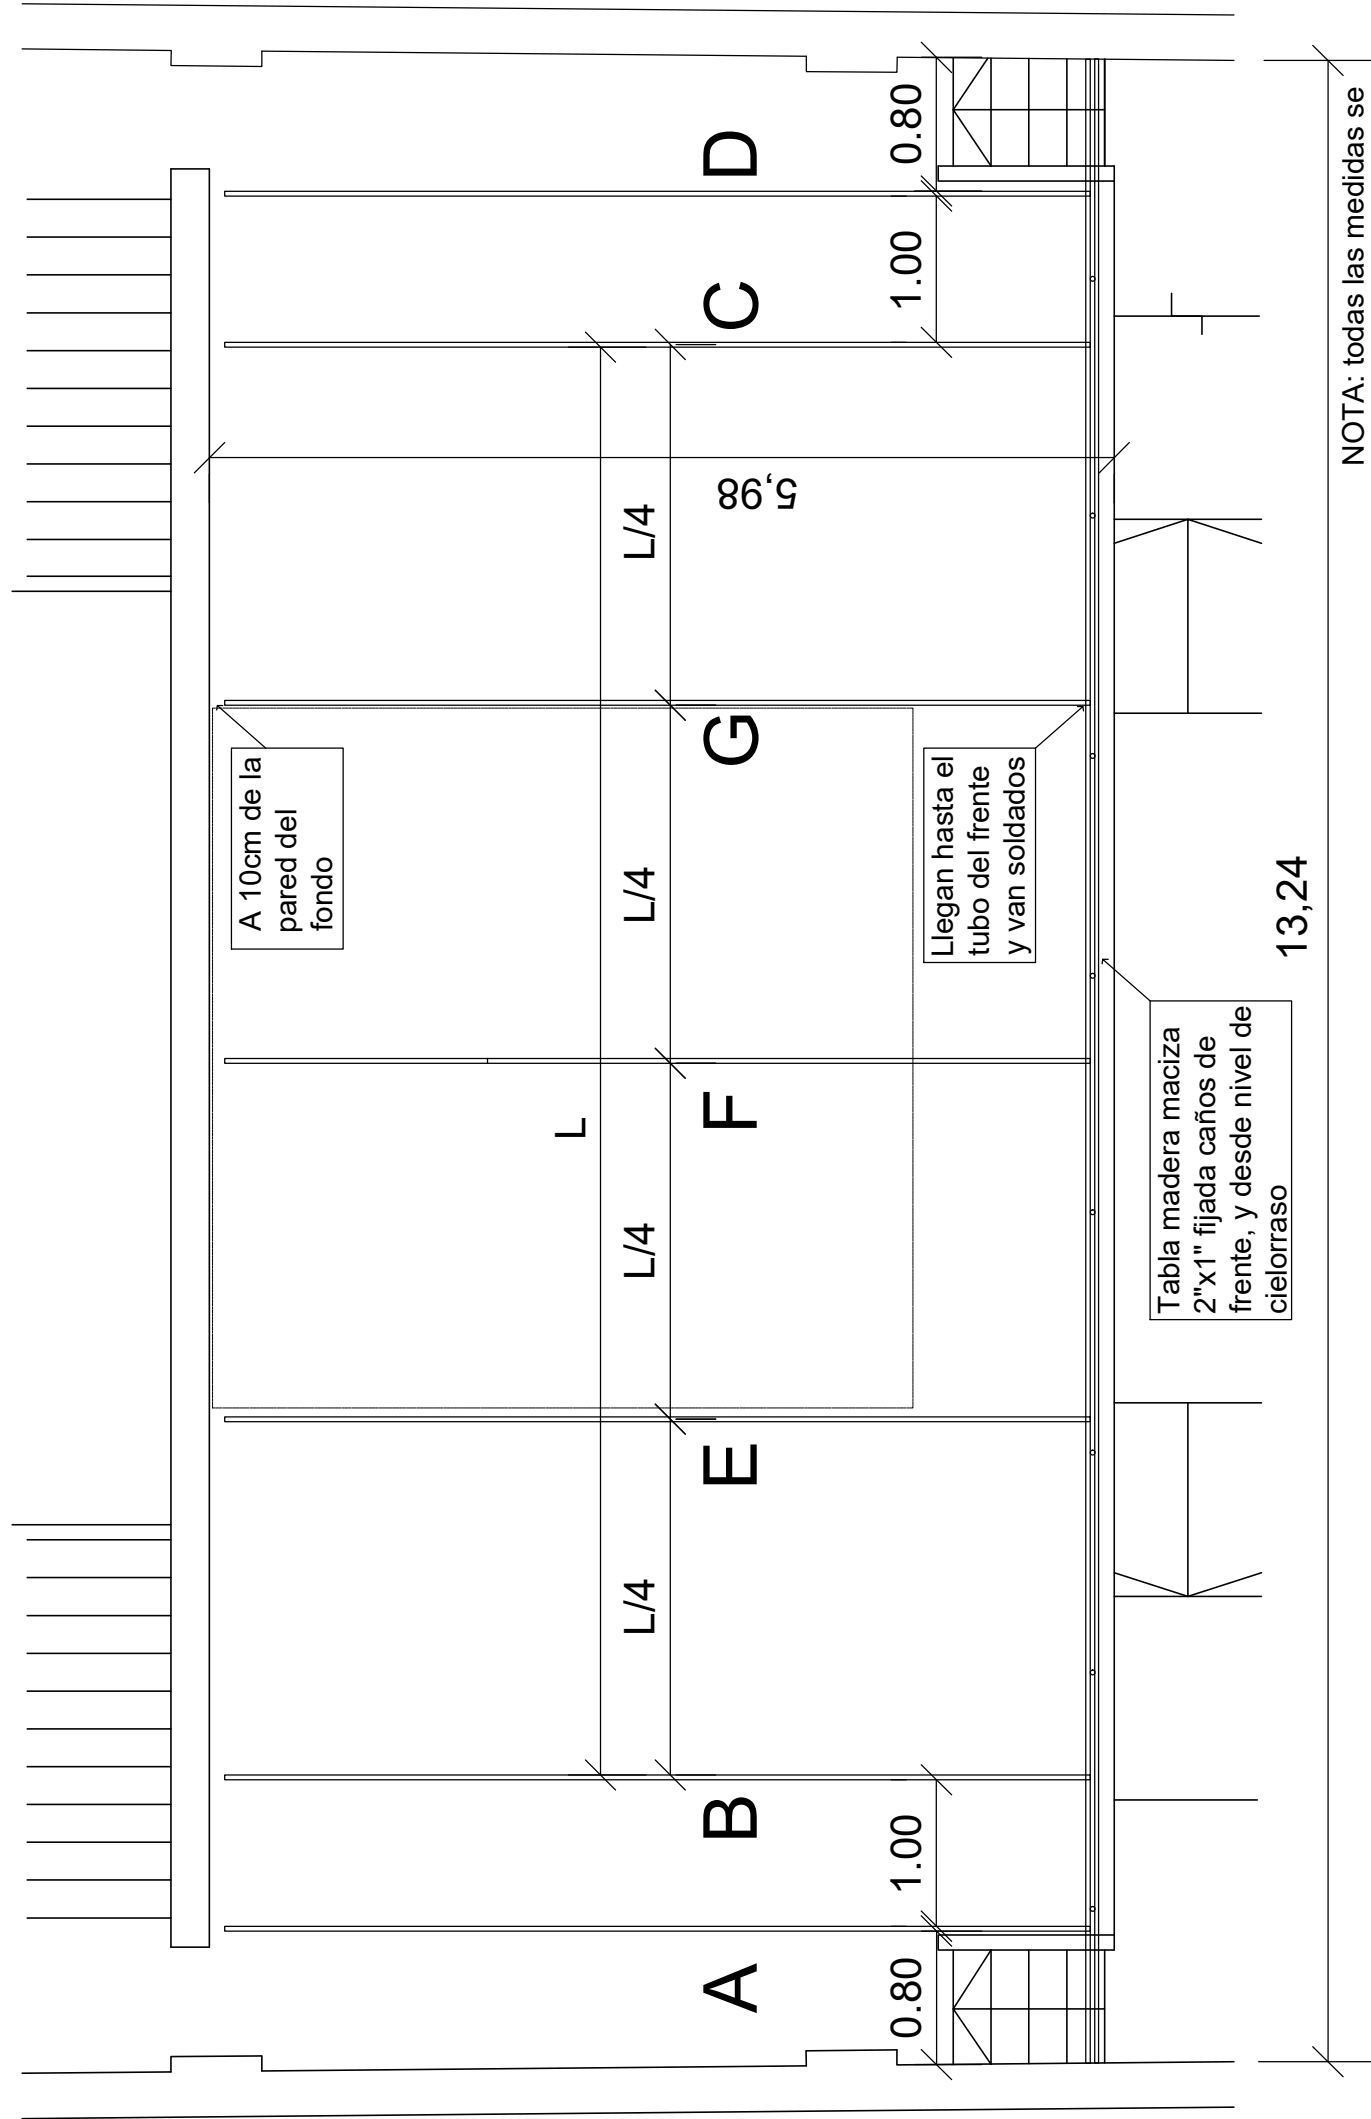 A
B
E
F
G
C
D
0.80
1.00
L/4
L/4
L/4
L/4
L
1.00
0.80
5,98
13,24
A 10cm de la
pared del
fondo
Llegan hasta el
tubo del frente
y van soldados
Tabla madera maciza
2"x1" fijada caños de
frente, y desde nivel de
cielorraso
NOTA: todas las medidas se